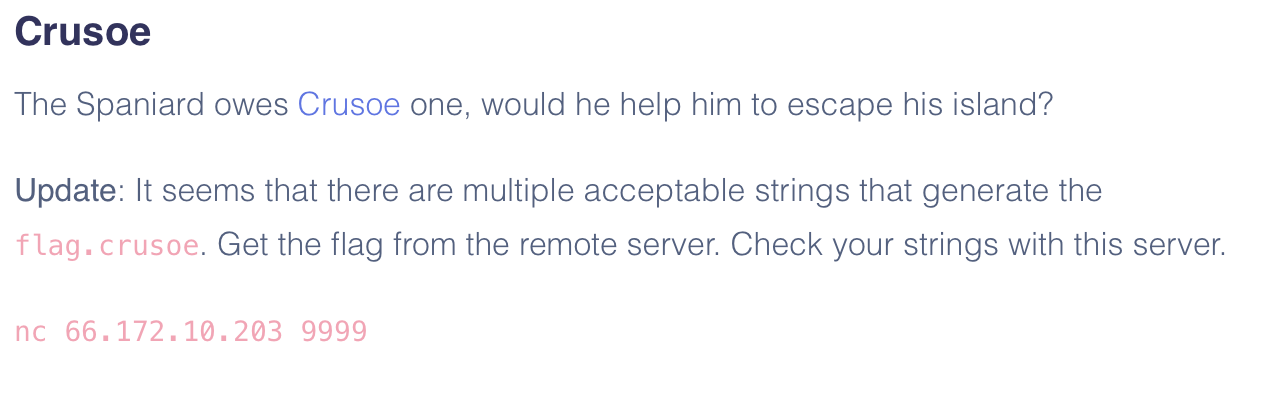 Crusoe
The Spaniard owes Crusoe one, would he help him to escape his island?
Update: It seems that there are multiple acceptable strings that generate the
flag.crusoe. Get the flag from the remote server. Check your strings with this server.
nc 66.172.10.203 9999